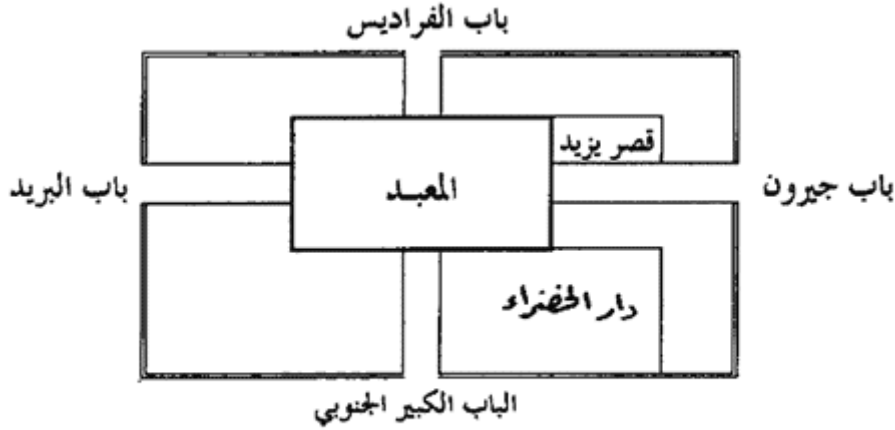 باب الفراديس
قصر يزيد
باب جيرون
المعبد
باب البريد
دار الخضراء
الباب الكبير الجنوبي